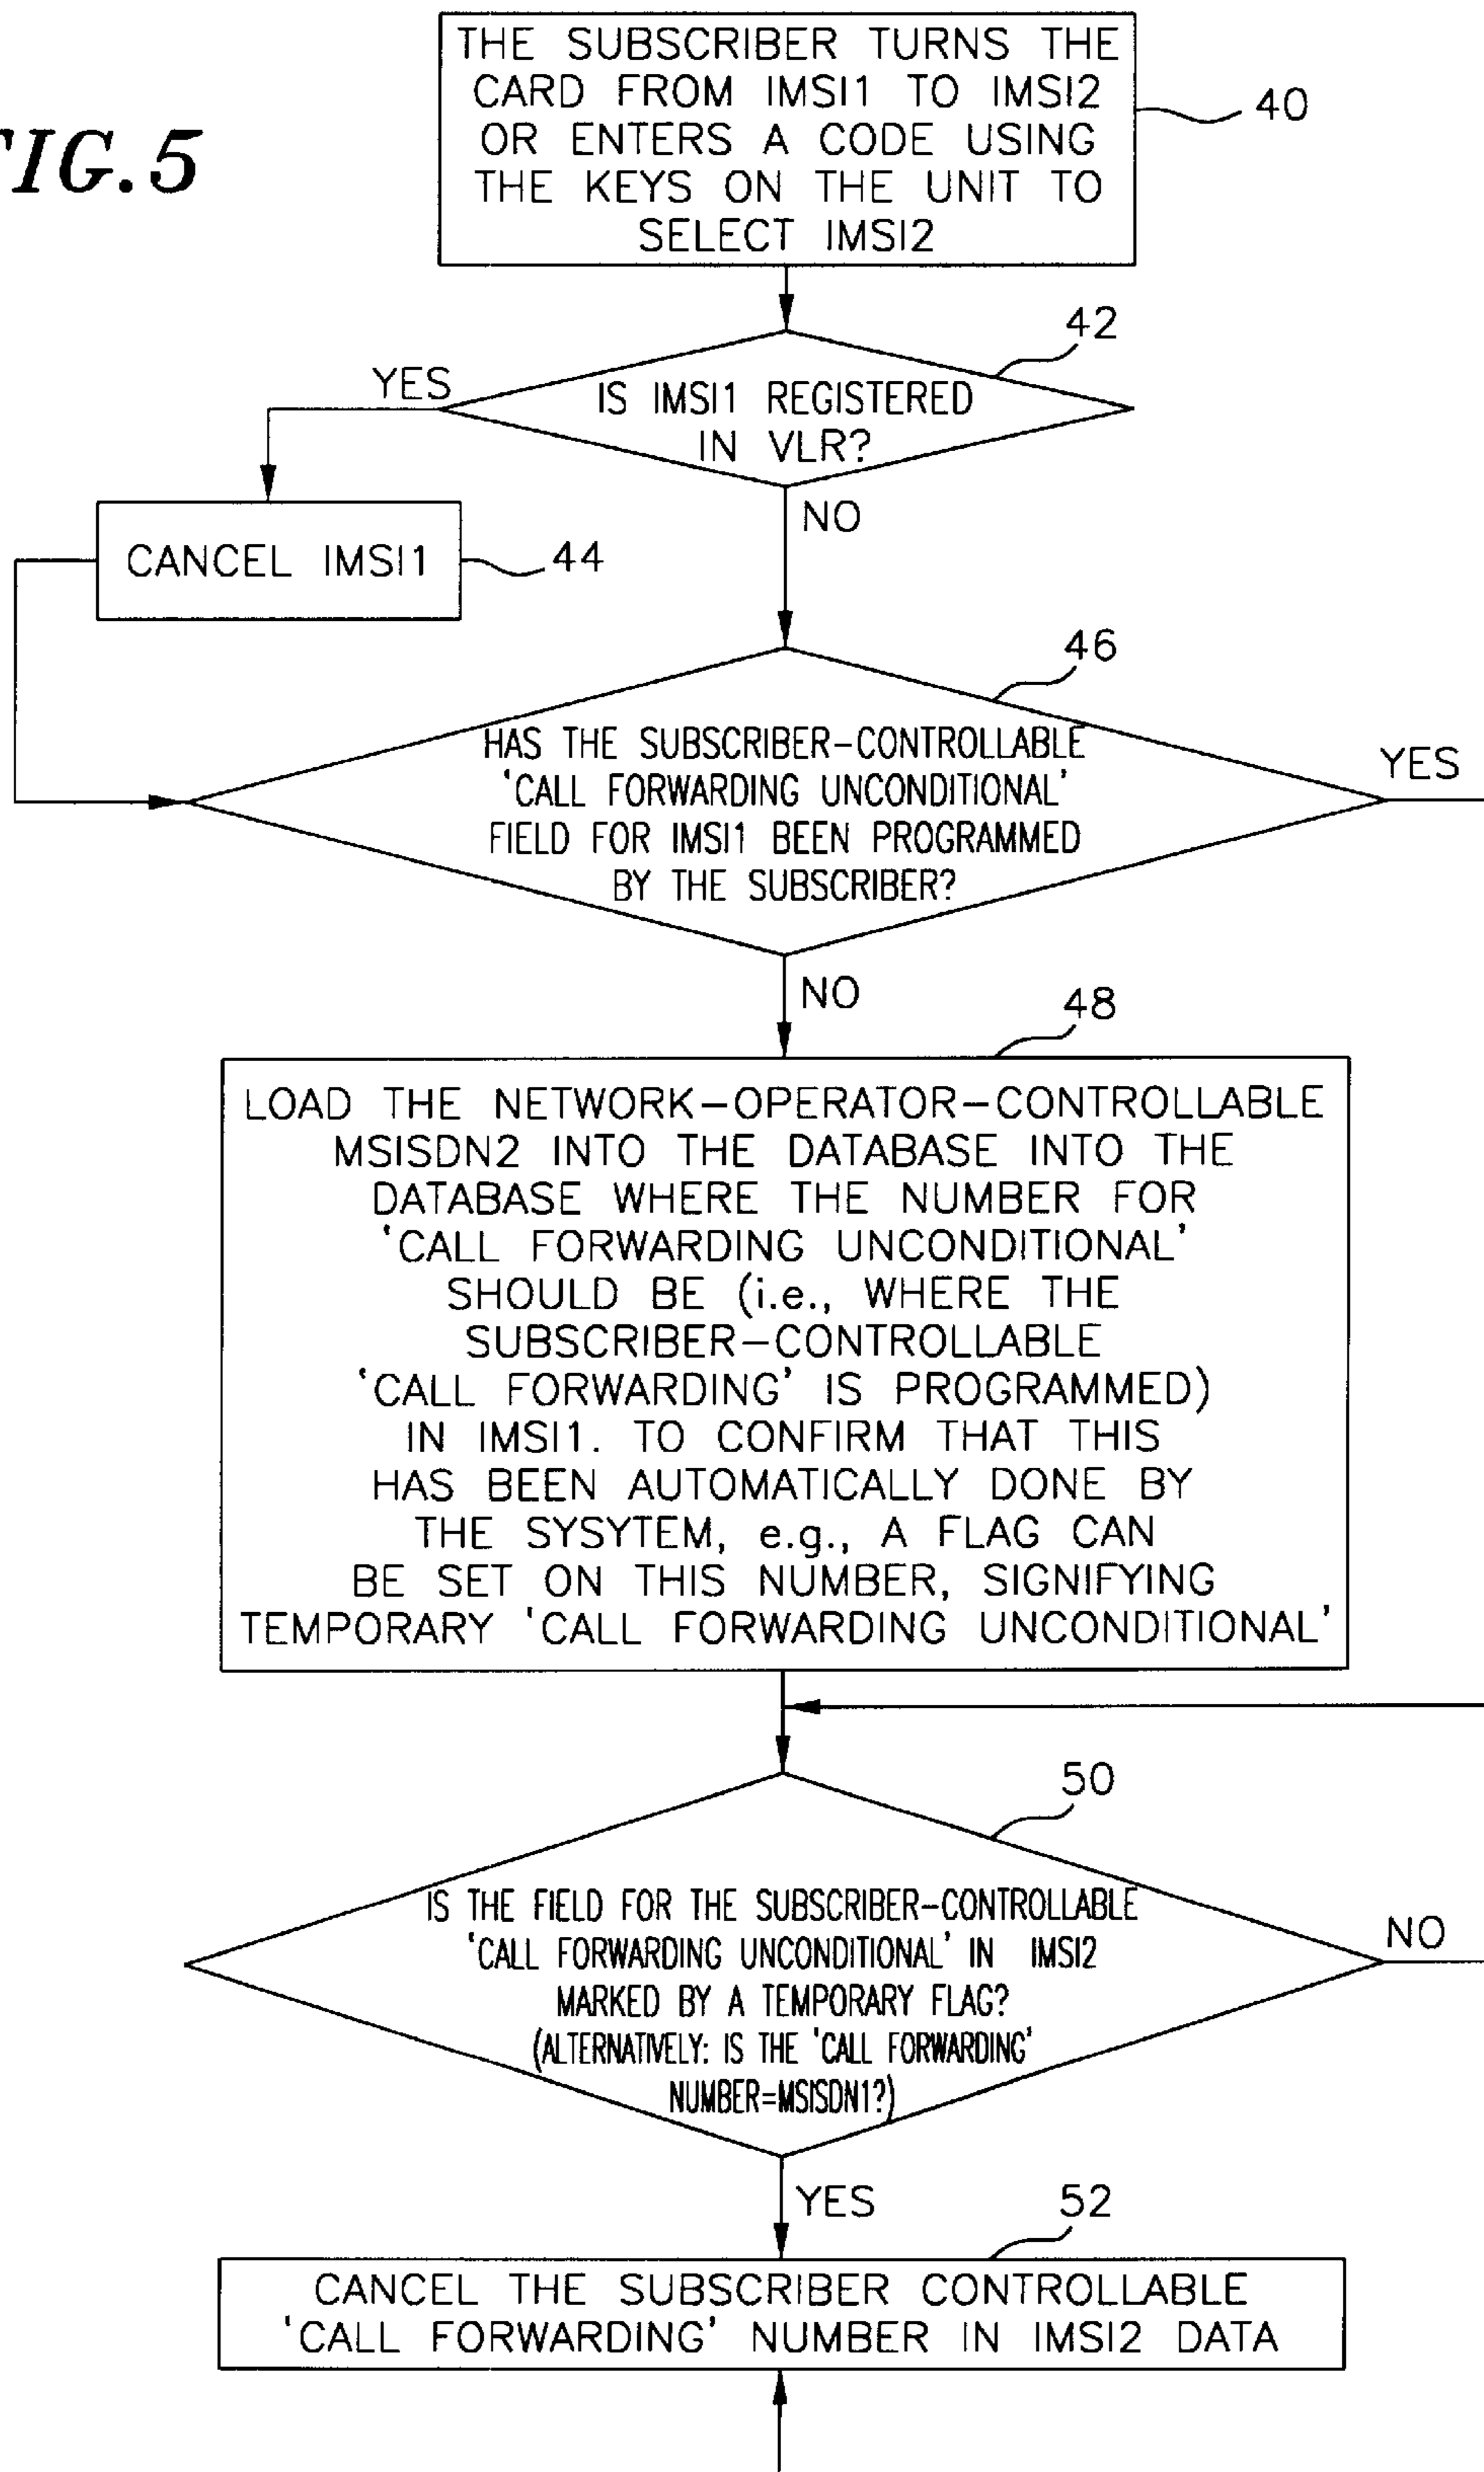 FIG.5
THE SUBSCRIBER TURNS THE
CARD FROM IMSI1 TO IMSI2
OR ENTERS A CODE USING
THE KEYS ON THE UNIT TO
SELECT IMSI2
40
42
YES
IS IMSI1 REGISTERED
IN VLR?
NO
CANCEL IMSI1
44
46
HAS THE SUBSCRIBER-CONTROLLABLE
'CALL FORWARDING UNCONDITIONAL'
FIELD FOR IMSI1 BEEN PROGRAMMED
BY THE SUBSCRIBER?
YES
NO
48
LOAD THE NETWORK-OPERATOR-CONTROLLABLE
MSISDN2 INTO THE DATABASE INTO THE
DATABASE WHERE THE NUMBER FOR
'CALL FORWARDING UNCONDITIONAL'
SHOULD BE (i.e., WHERE THE
SUBSCRIBER-CONTROLLABLE
'CALL FORWARDING' IS PROGRAMMED)
IN IMSI1. TO CONFIRM THAT THIS
HAS BEEN AUTOMATICALLY DONE BY
THE SYSYTEM, e.g., A FLAG CAN
BE SET ON THIS NUMBER, SIGNIFYING
TEMPORARY 'CALL FORWARDING UNCONDITIONAL'
50
IS THE FIELD FOR THE SUBSCRIBER-CONTROLLABLE
'CALL FORWARDING UNCONDITIONAL' IN IMSI2
MARKED BY A TEMPORARY FLAG?
(ALTERNATIVELY: IS THE 'CALL FORWARDING'
NUMBER=MSISDN1?)
NO
YES
52
CANCEL THE SUBSCRIBER CONTROLLABLE
'CALL FORWARDING' NUMBER IN IMSI2 DATA